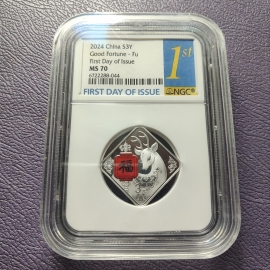 2024 China S3Y
Good Fortune - Fu
First Day of Issue
MS 70
6722288-044
1st
FIRST DAY OF ISSUE
NGC
福